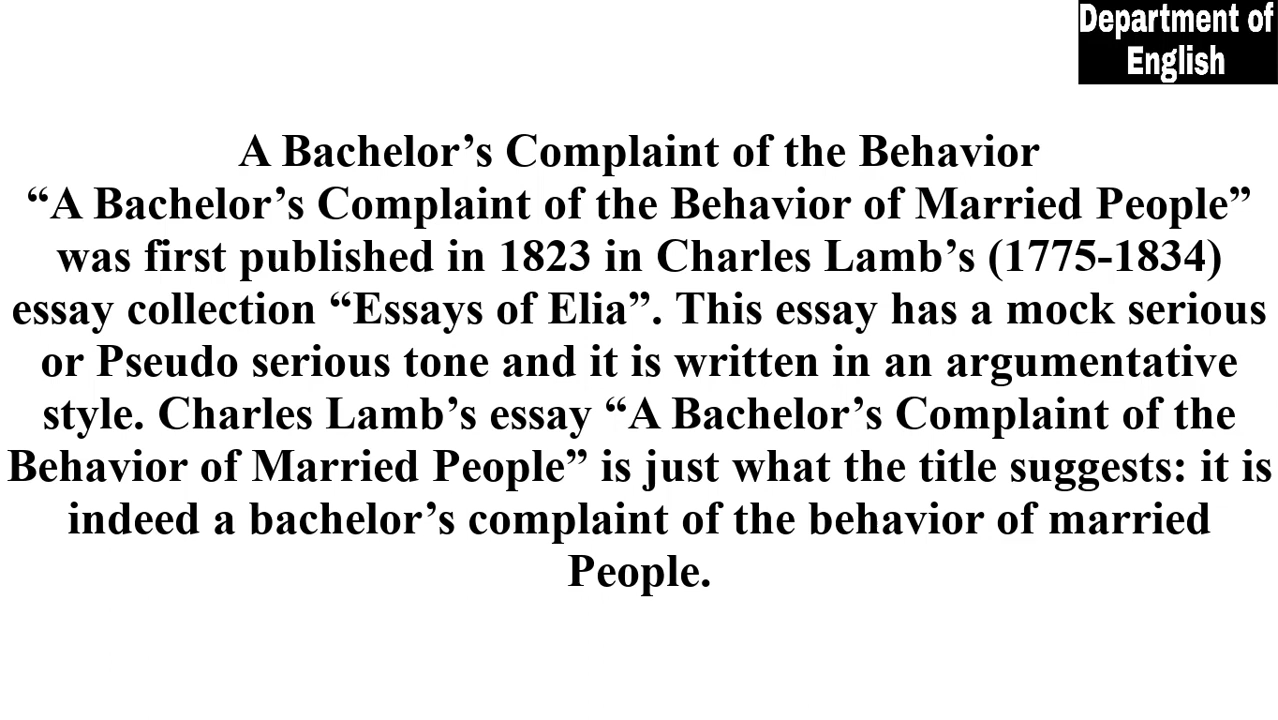 Department of
English
A Bachelor’s Complaint of the Behavior
“A Bachelor’s Complaint of the Behavior of Married People”
was first published in 1823 in Charles Lamb’s (1775-1834)
essay collection “Essays of Elia”. This essay has a mock serious
or Pseudo serious tone and it is written in an argumentative
style. Charles Lamb’s essay “A Bachelor’s Complaint of the
Behavior of Married People” is just what the title suggests: it is
indeed a bachelor’s complaint of the behavior of married
People.